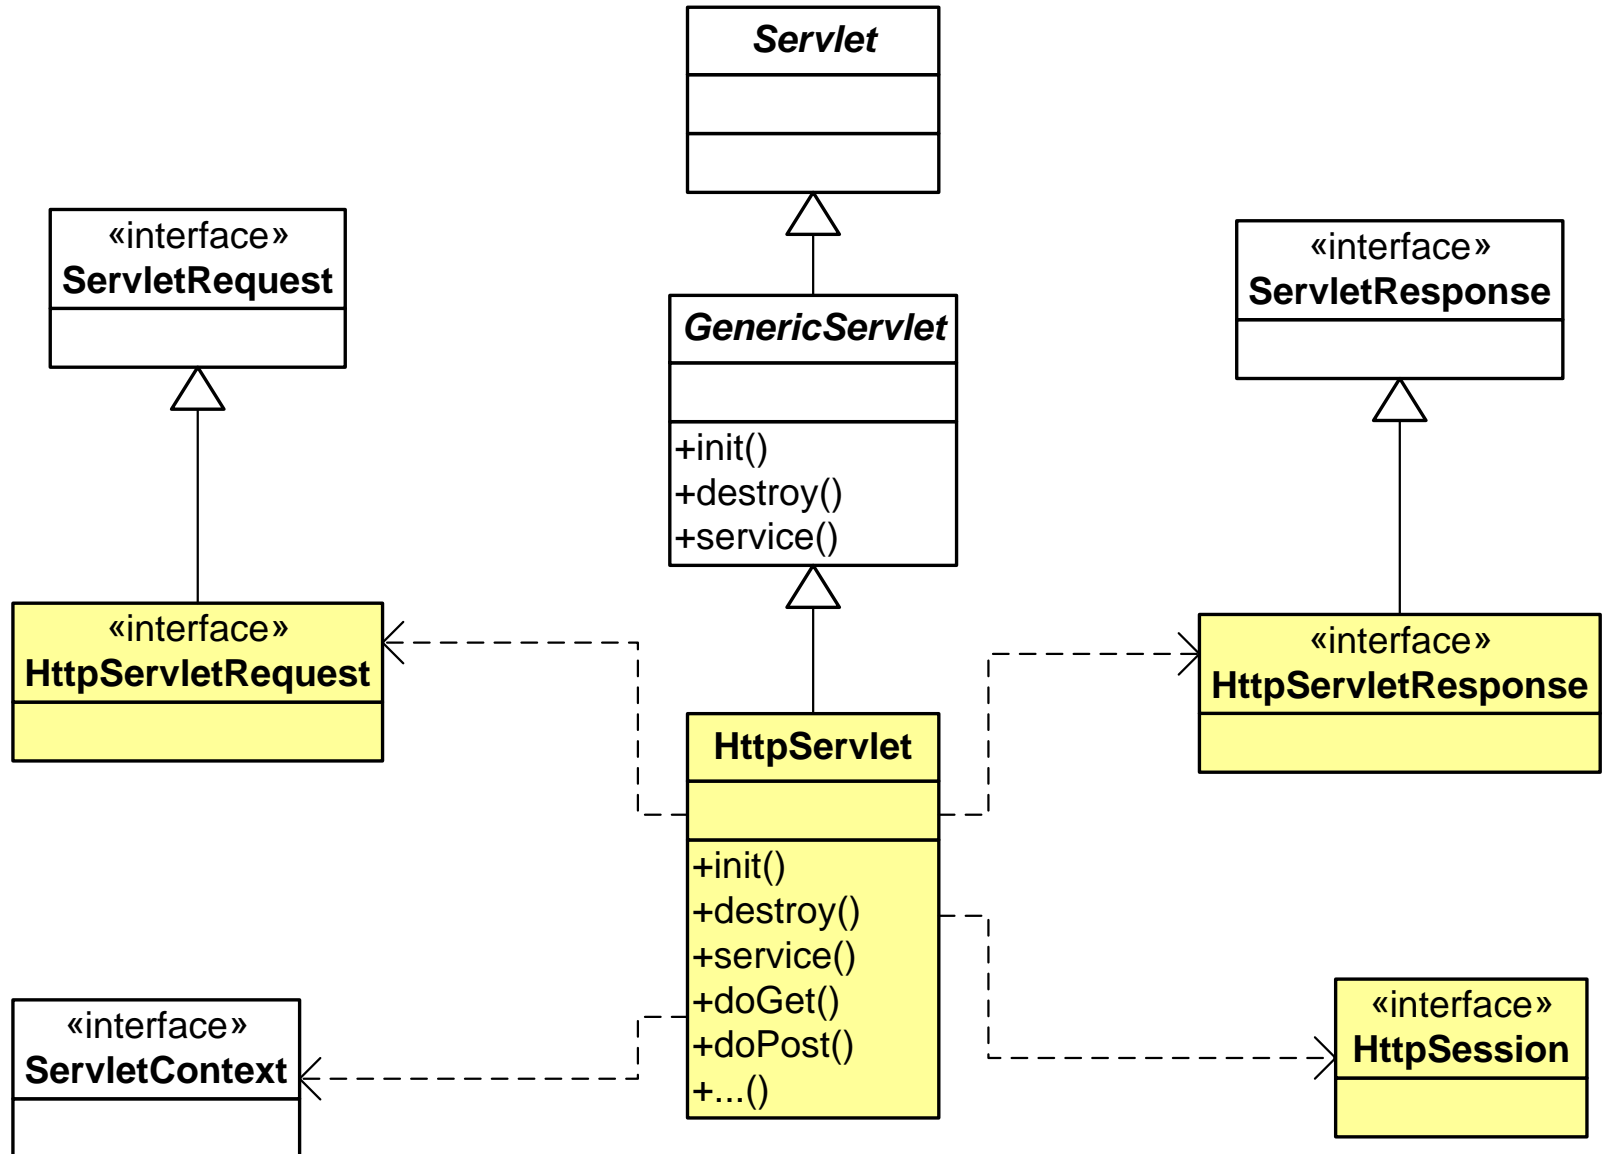 Servlet
«interface»
ServletRequest
«interface»
ServletResponse
GenericServlet
+init()
+destroy()
+service()
«interface»
HttpServletRequest
«interface»
HttpServletResponse
HttpServlet
+init()
+destroy()
+service()
+doGet()
+doPost()
+...()
«interface»
ServletContext
«interface»
HttpSession